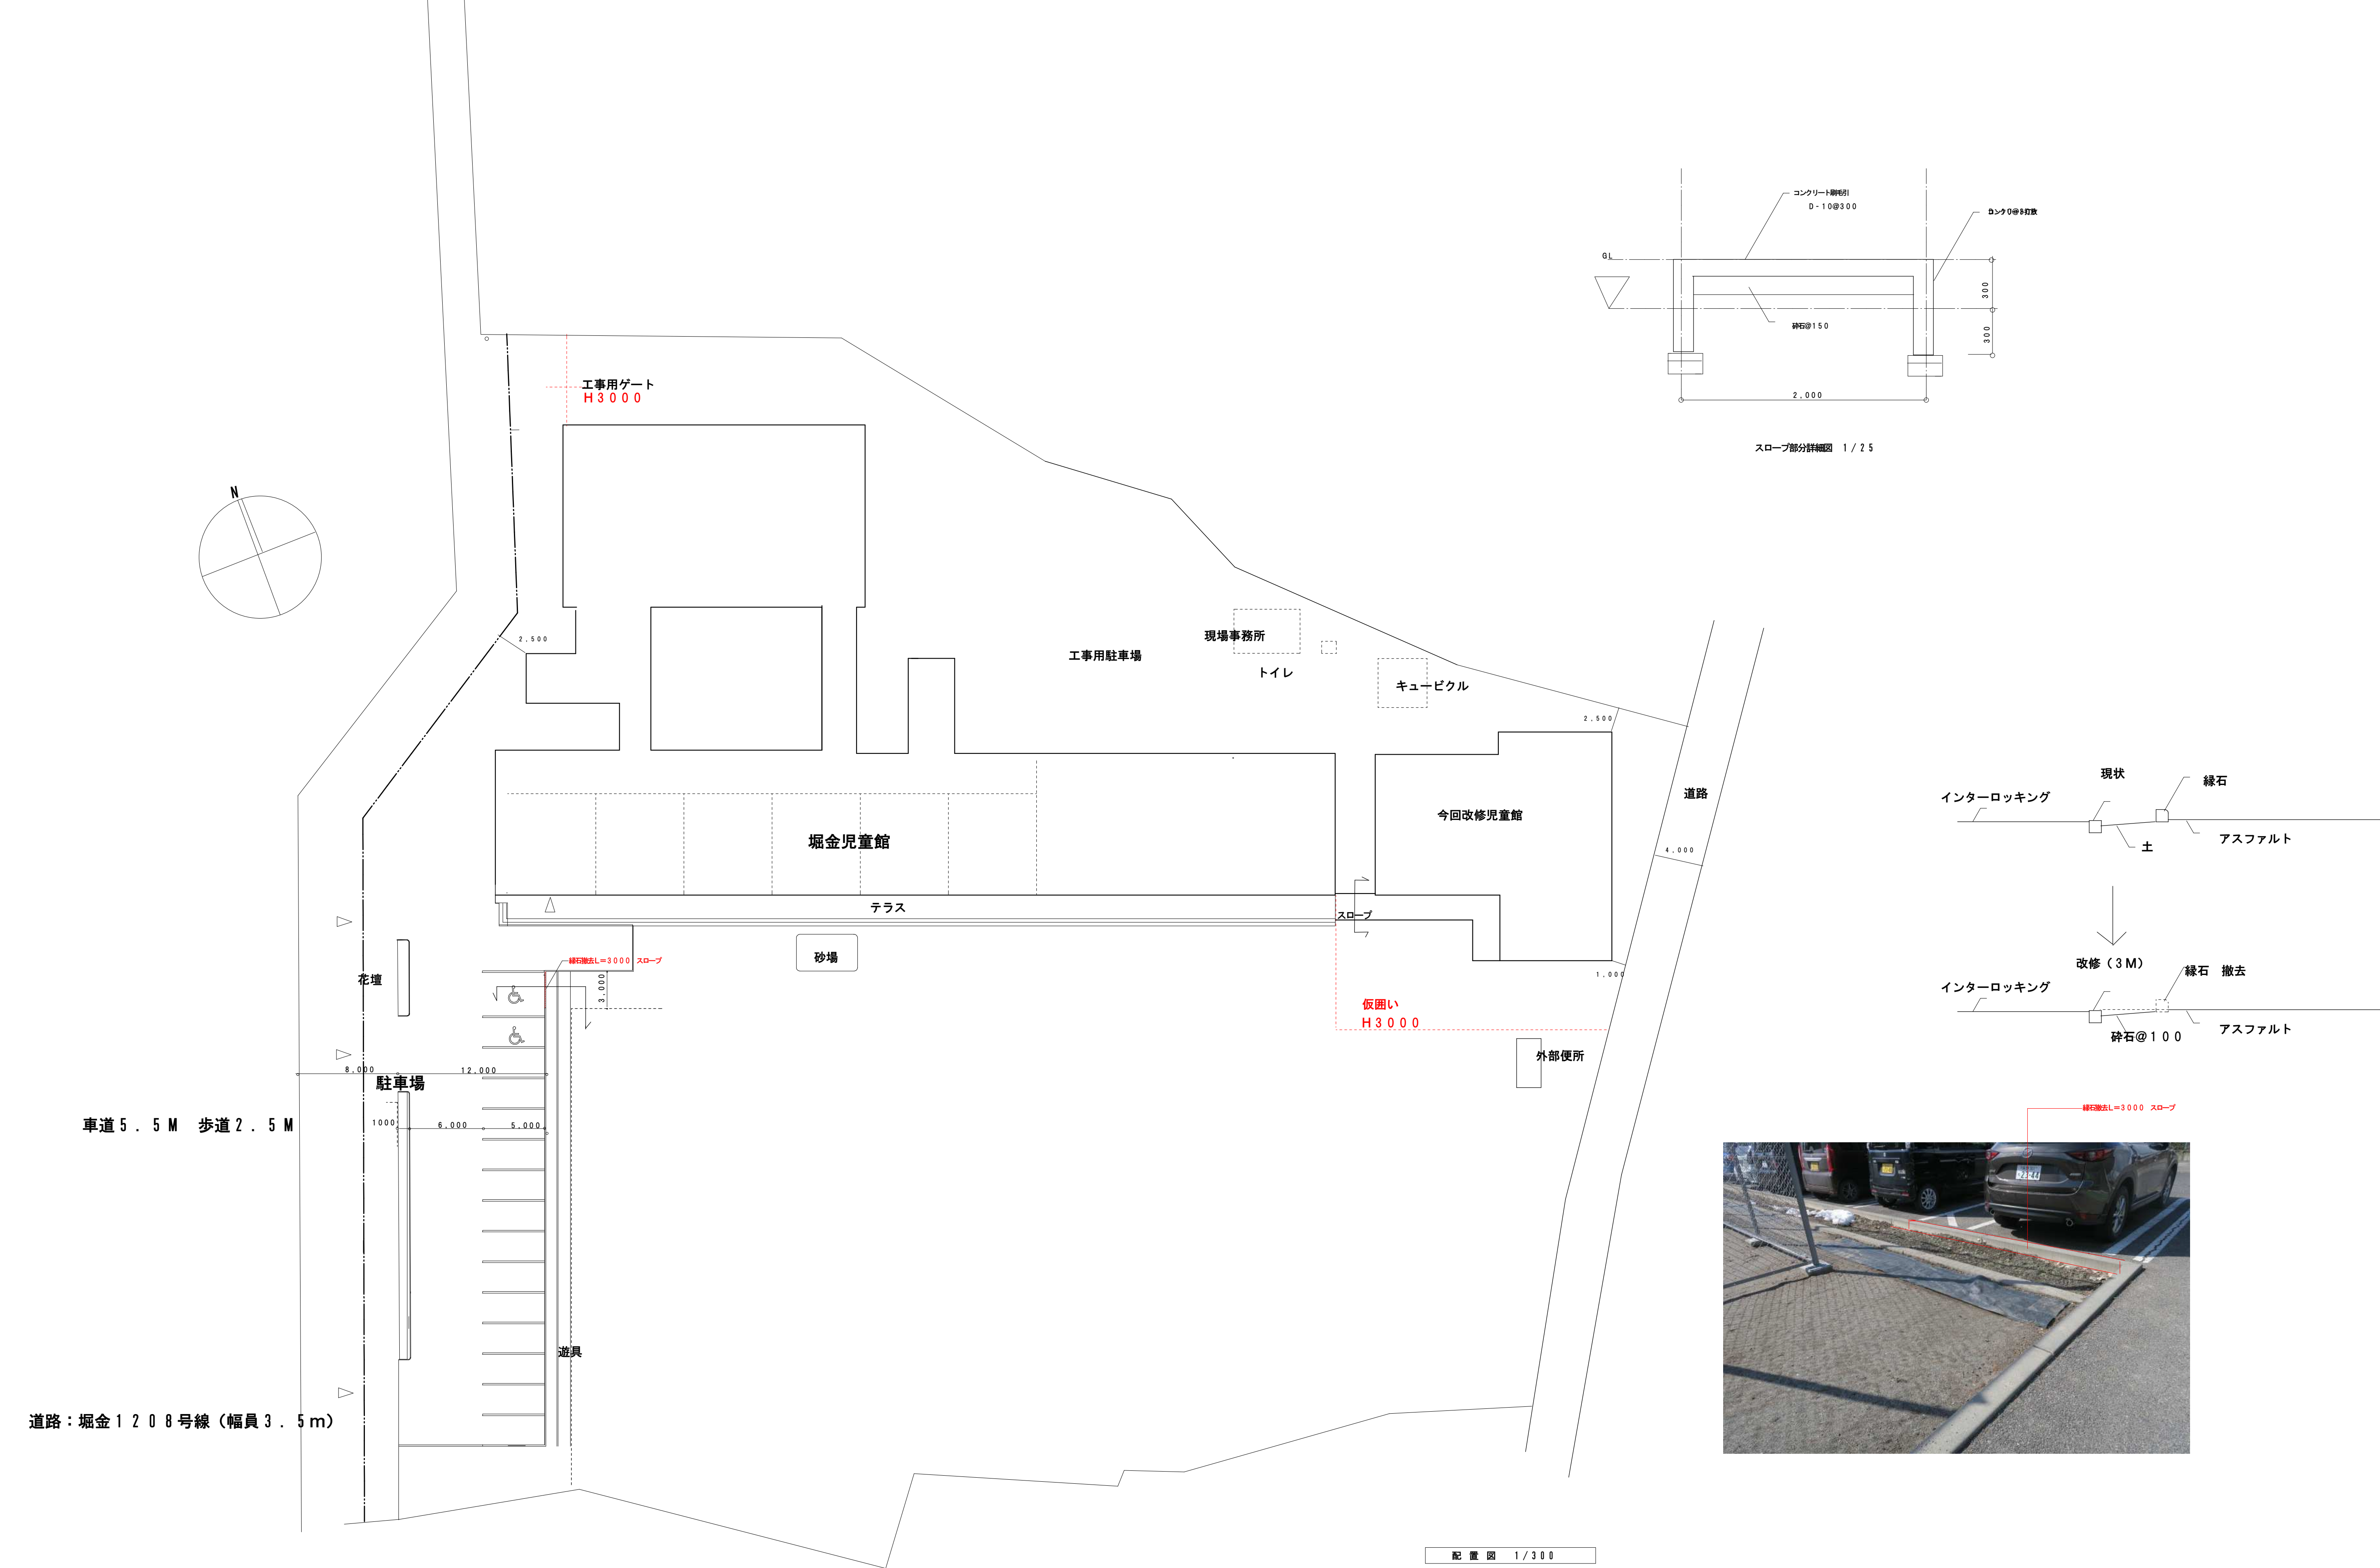 コンクリート刷毛引
Ｄ－１０＠３００
ＧＬ
３００
３００
砕石＠１５０
２，０００
スロープ部分詳細図　１／２５
工事用ゲート
Ｈ３０００
Ｎ
２，５００
現場事務所
工事用駐車場
トイレ
キュービクル
２，５００
道路
今回改修児童館
４，０００
堀金児童館
テラス
スロープ
砂場
縁石撤去Ｌ＝３０００　スロープ
３，０００
１，０００
花壇
仮囲い
Ｈ３０００
外部便所
８，０００
１２，０００
駐車場
車道５．５Ｍ　歩道２．５Ｍ
１０００
６，０００
５，０００
遊具
道路：堀金１２０８号線（幅員３．５ｍ）
現状
縁石
インターロッキング
アスファルト
土
改修（３Ｍ）
縁石　撤去
インターロッキング
アスファルト
砕石＠１００
縁石撤去Ｌ＝３０００　スロープ
配　置　図　　１／３００